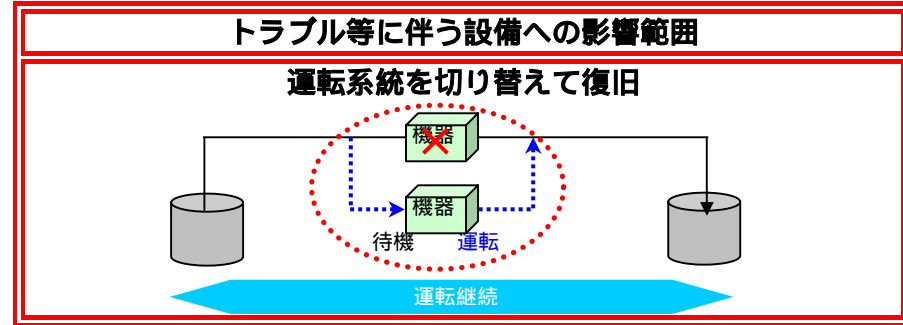 トラブル等に伴う設備への影響範囲
運転系統を切り替えて復旧
機器
機器
待機 運転
運転継続